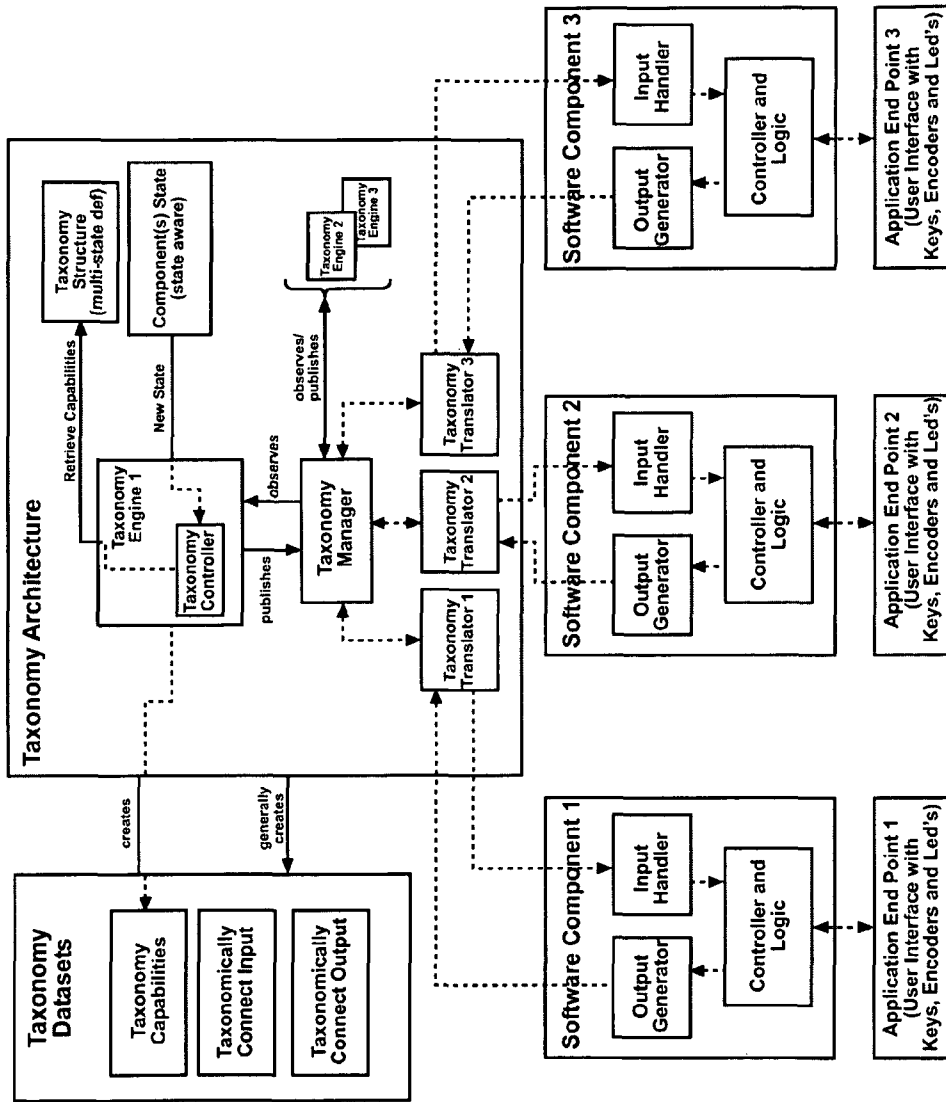 Taxonomy
Datasets
Taxonomy
Capabilities
Taxonomically
Connect Input
Taxonomically
Connect Output
creates
generally
creates
Taxonomy Architecture
Taxonomy
Engine 1
Taxonomy
Controller
Retrieve Capabilities
New State
Taxonomy
Structure
(multi-state def)
Component(s) State
(state aware)
publishes
observes
Taxonomy
Manager
observes/
publishes
Taxonomy
Engine 2
Taxonomy
Engine 3
Taxonomy
Translator 1
Taxonomy
Translator 2
Taxonomy
Translator 3
Software Component 1
Output
Generator
Input
Handler
Controller and
Logic
Application End Point 1
(User Interface with
Keys, Encoders and Led's)
Software Component 2
Output
Generator
Input
Handler
Controller and
Logic
Application End Point 2
(User Interface with
Keys, Encoders and Led's)
Software Component 3
Output
Generator
Input
Handler
Controller and
Logic
Application End Point 3
(User Interface with
Keys, Encoders and Led's)